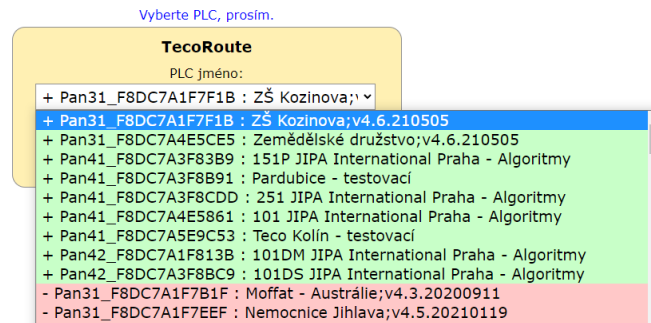 Vyberte PLC, prosím.
TecoRoute
PLC jméno:
+ Pan31_F8DC7A1F7F1B : ZŠ Kozinova;v
+ Pan31_F8DC7A1F7F1B : ZŠ Kozinova;v4.6.210505
+ Pan31_F8DC7A4E5CE5 : Zemědělské družstvo;v4.6.210505
+ Pan41_F8DC7A3F83B9 : 151P JIPA International Praha - Algoritmy
+ Pan41_F8DC7A3F8B91 : Pardubice - testovací
+ Pan41_F8DC7A3F8CDD : 251 JIPA International Praha - Algoritmy
+ Pan41_F8DC7A4E5861 : 101 JIPA International Praha - Algoritmy
+ Pan41_F8DC7A5E9C53 : Teco Kolín - testovací
+ Pan42_F8DC7A1F813B : 101DM JIPA International Praha - Algoritmy
+ Pan42_F8DC7A3F8BC9 : 101DS JIPA International Praha - Algoritmy
- Pan31_F8DC7A1F7B1F : Moffat - Austrálie;v4.3.20200911
- Pan31_F8DC7A1F7EEF : Nemocnice Jihlava;v4.5.20210119